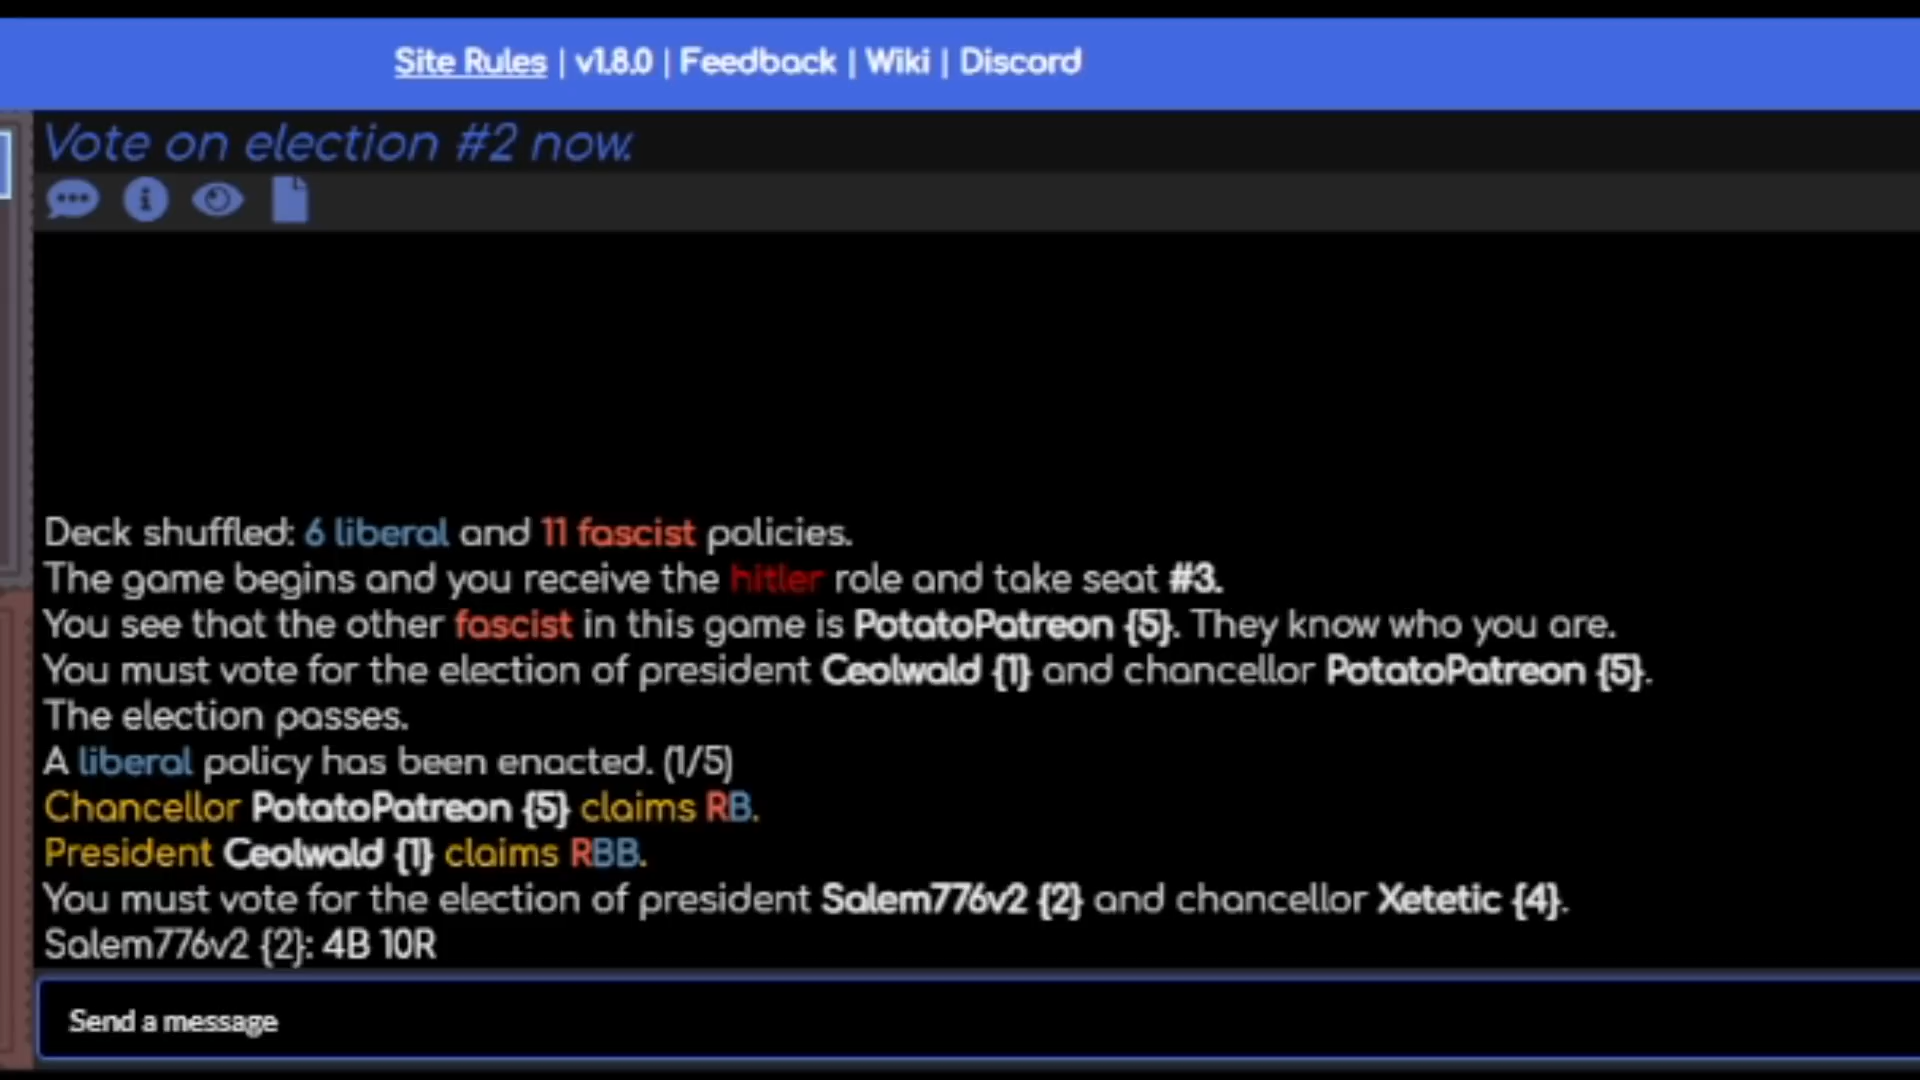 Site Rules | v1.8.0 | Feedback | Wiki | Discord
Vote on election #2 now.
Deck shuffled: 6 liberal and 11 fascist policies.
The game begins and you receive the hitler role and take seat #3.
You see that the other fascist in this game is PotatoPatreon {5}. They know who you are.
You must vote for the election of president Ceolwald {1} and chancellor PotatoPatreon {5}.
The election passes.
A liberal policy has been enacted. (1/5)
Chancellor PotatoPatreon {5} claims RB.
President Ceolwald {1} claims RBB.
You must vote for the election of president Salem776v2 {2} and chancellor Xetetic {4}.
Salem776v2 {2}: 4B 10R
Send a message